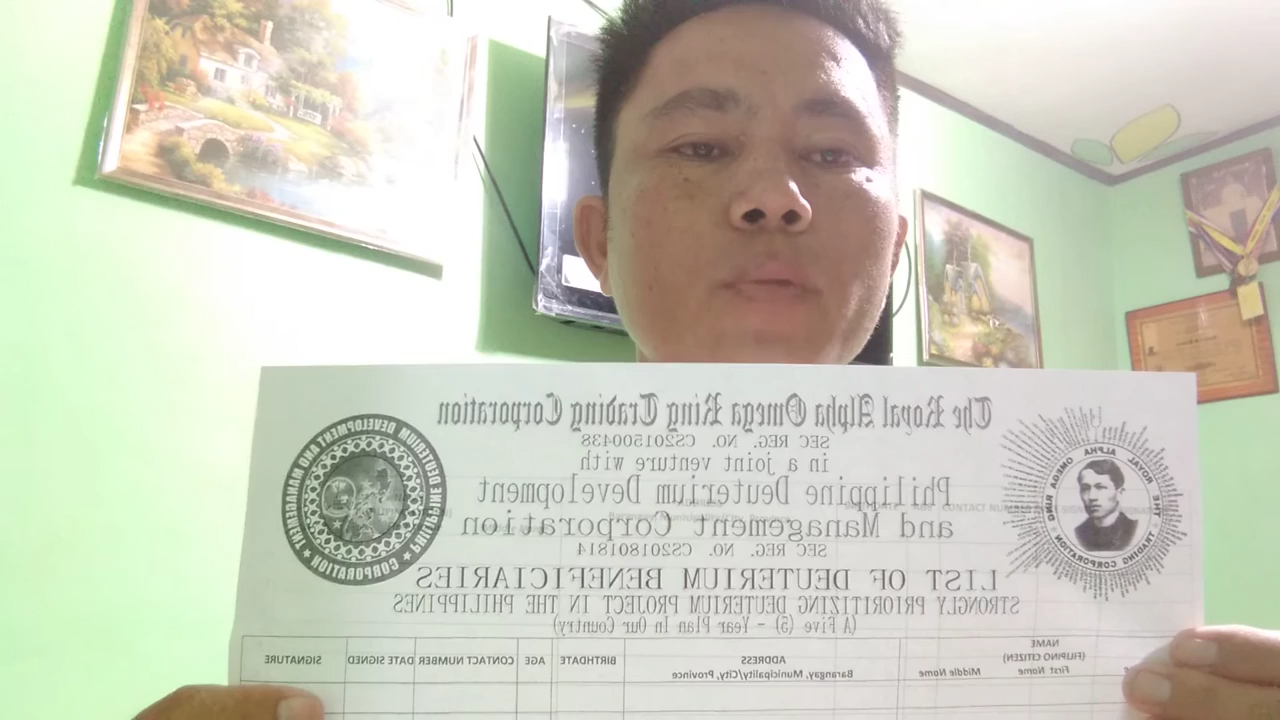 The Royal Alpha Omega King Trading Corporation
SEC REG. NO. CS201500438
in a joint venture with
Philippine Deuterium Development
and Management Corporation
SEC REG. NO. CS201801814
LIST OF DEUTERIUM BENEFICIARIES
STRONGLY PRIORITIZING DEUTERIUM PROJECT IN THE PHILIPPINES
(A Five (5) - Year Plan In Our Country)
THE ROYAL ALPHA OMEGA KING
TRADING CORPORATION
PHILIPPINE DEUTERIUM DEVELOPMENT AND MANAGEMENT
CORPORATION
NAME
(FILIPINO CITIZEN)
First Name Middle Name
ADDRESS
Barangay, Municipality/City, Province
BIRTHDATE
AGE
CONTACT NUMBER
DATE SIGNED
SIGNATURE
CONTACT NUM